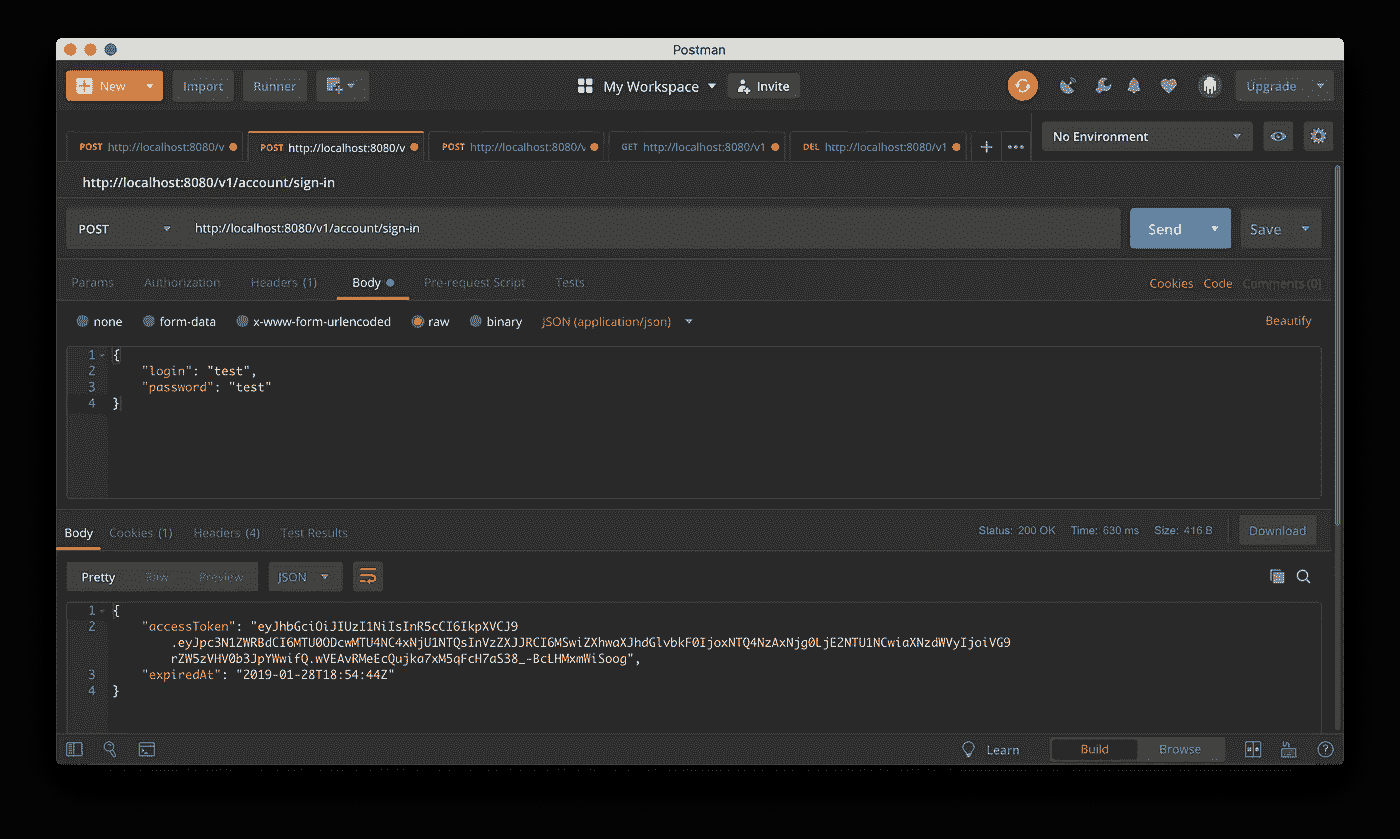 Postman
New Import Runner My Workspace Invite Upgrade
POST http://localhost:8080/v POST http://localhost:8080/v POST http://localhost:8080/v GET http://localhost:8080/v1 DEL http://localhost:8080/v1 No Environment
http://localhost:8080/v1/account/sign-in
POST http://localhost:8080/v1/account/sign-in Send Save
Params Authorization Headers (1) Body Pre-request Script Tests Cookies Code Comments (0)
none form-data x-www-form-urlencoded raw binary JSON (application/json) Beautify
1 {
2 "login": "test",
3 "password": "test"
4 }
Body Cookies (1) Headers (4) Test Results Status: 200 OK Time: 630 ms Size: 416 B Download
Pretty Raw Preview JSON
1 {
2 "accessToken": "eyJhbGciOiJIUzI1NiIsInR5cCI6IkpXVCJ9
.eyJpc3N1ZWRBdCI6MTU0ODcwMTU4NC4xNjU1NTQsInVzZXJJRCI6MSwiZXhwaXJhdGlvbkF0IjoxNTQ4NzAxNjg0LjE2NTU1NCwiaXNzdWVyIjoiVG9
rZW5zVHV0b3JpYWwifQ.wVEAvRMeEcQujka7xM5qFcH7aS38_-BcLHMxmWiSoog",
3 "expiredAt": "2019-01-28T18:54:44Z"
4 }
Learn Build Browse